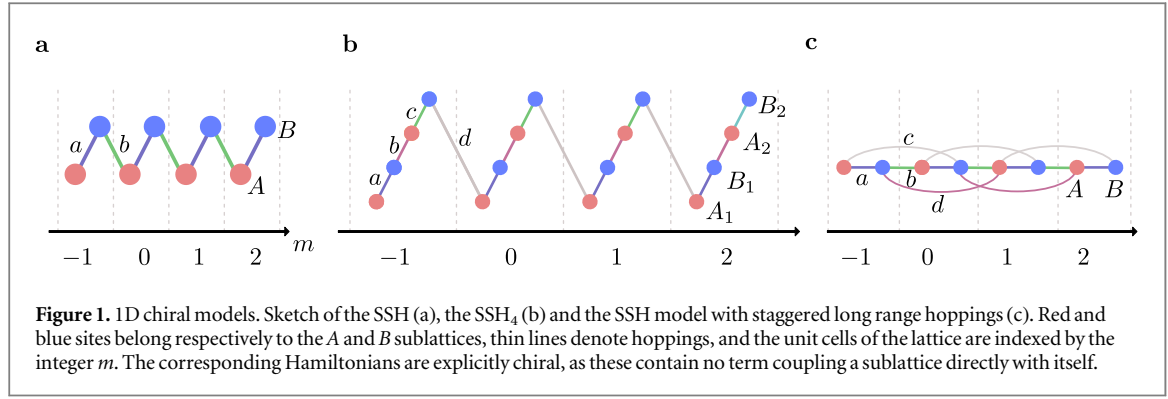 a
b
c
a
b
B
A
m
−1 0 1 2
a
b
c
d
B₂
A₂
B₁
A₁
−1 0 1 2
c
a
b
d
A
B
−1 0 1 2
Figure 1. 1D chiral models. Sketch of the SSH (a), the SSH₄ (b) and the SSH model with staggered long range hoppings (c). Red and
blue sites belong respectively to the A and B sublattices, thin lines denote hoppings, and the unit cells of the lattice are indexed by the
integer m. The corresponding Hamiltonians are explicitly chiral, as these contain no term coupling a sublattice directly with itself.